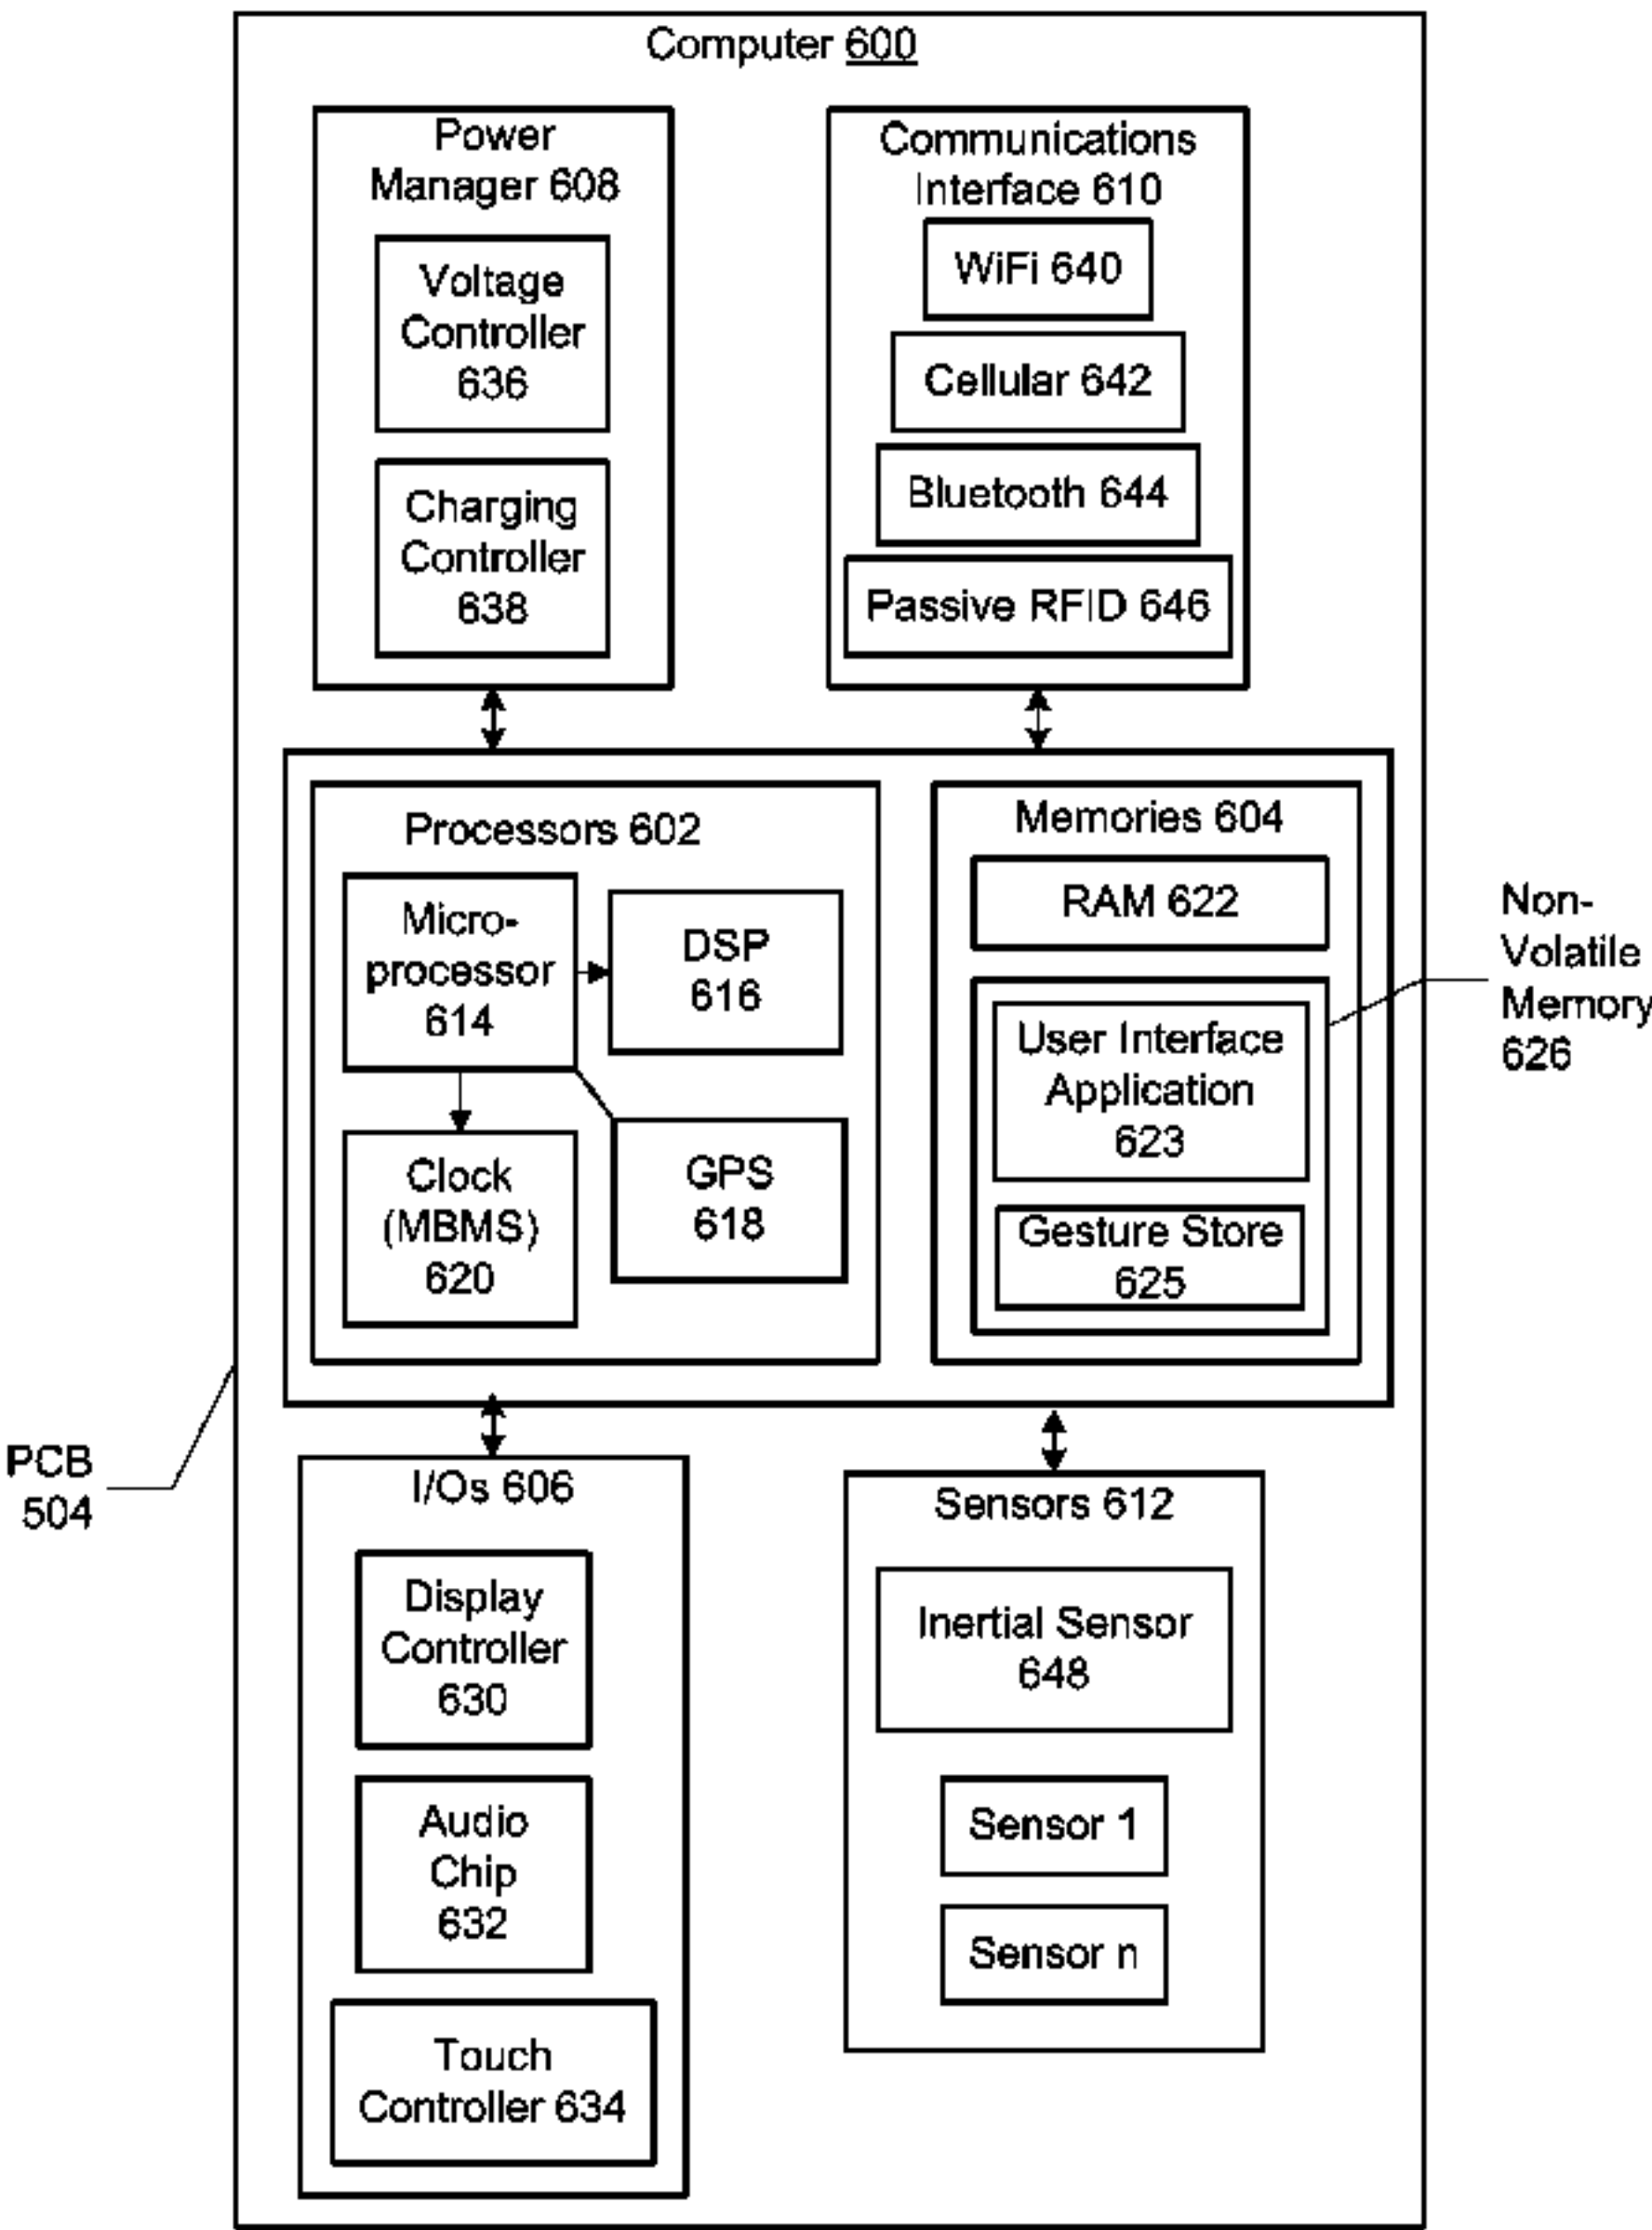 Computer 600
Power
Manager 608
Voltage
Controller
636
Charging
Controller
638
Communications
Interface 610
WiFi 640
Cellular 642
Bluetooth 644
Passive RFID 646
Processors 602
Micro-
processor
614
DSP
616
Clock
(MBMS)
620
GPS
618
Memories 604
RAM 622
User Interface
Application
623
Gesture Store
625
Non-
Volatile
Memory
626
PCB
504
I/Os 606
Display
Controller
630
Audio
Chip
632
Touch
Controller 634
Sensors 612
Inertial Sensor
648
Sensor 1
Sensor n